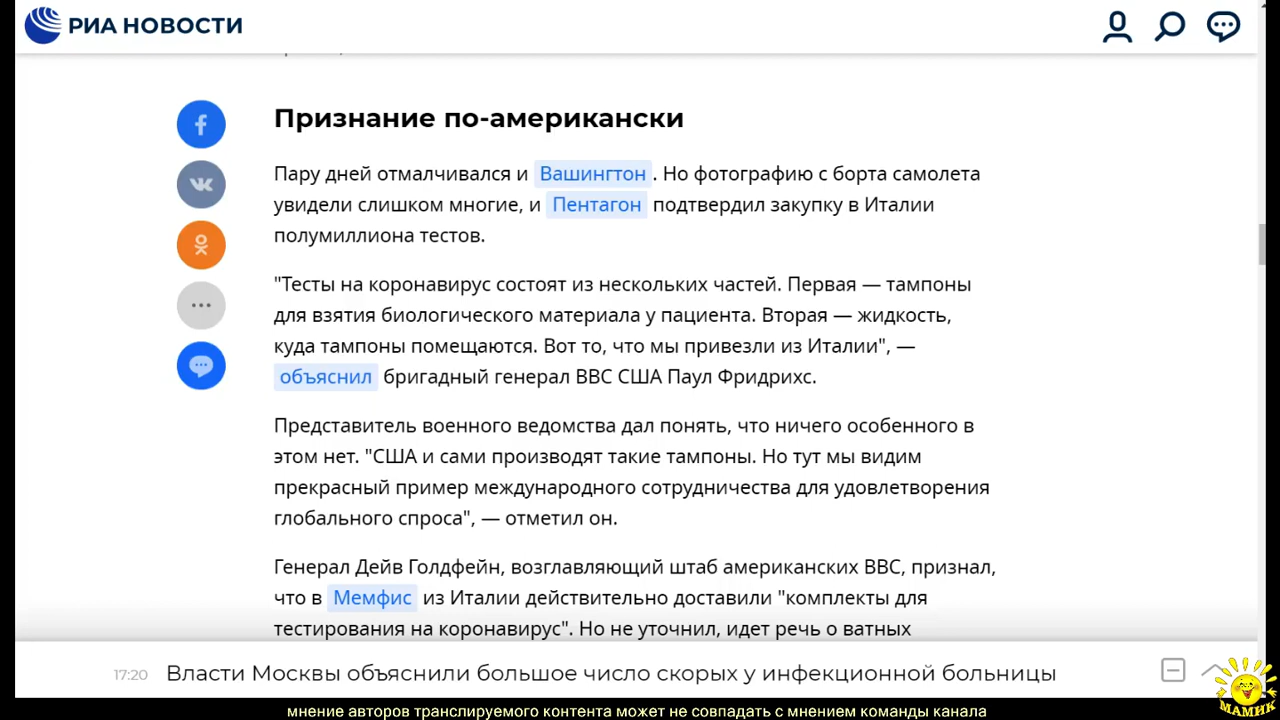 РИА НОВОСТИ
Признание по-американски
Пару дней отмалчивался и Вашингтон. Но фотографию с борта самолета
увидели слишком многие, и Пентагон подтвердил закупку в Италии
полумиллиона тестов.
"Тесты на коронавирус состоят из нескольких частей. Первая — тампоны
для взятия биологического материала у пациента. Вторая — жидкость,
куда тампоны помещаются. Вот то, что мы привезли из Италии", —
объяснил бригадный генерал ВВС США Паул Фридрихс.
Представитель военного ведомства дал понять, что ничего особенного в
этом нет. "США и сами производят такие тампоны. Но тут мы видим
прекрасный пример международного сотрудничества для удовлетворения
глобального спроса", — отметил он.
Генерал Дейв Голдфейн, возглавляющий штаб американских ВВС, признал,
что в Мемфис из Италии действительно доставили "комплекты для
тестирования на коронавирус". Но не уточнил, идет речь о ватных
17:20 Власти Москвы объяснили большое число скорых у инфекционной больницы
МАМИК
мнение авторов транслируемого контента может не совпадать с мнением команды канала